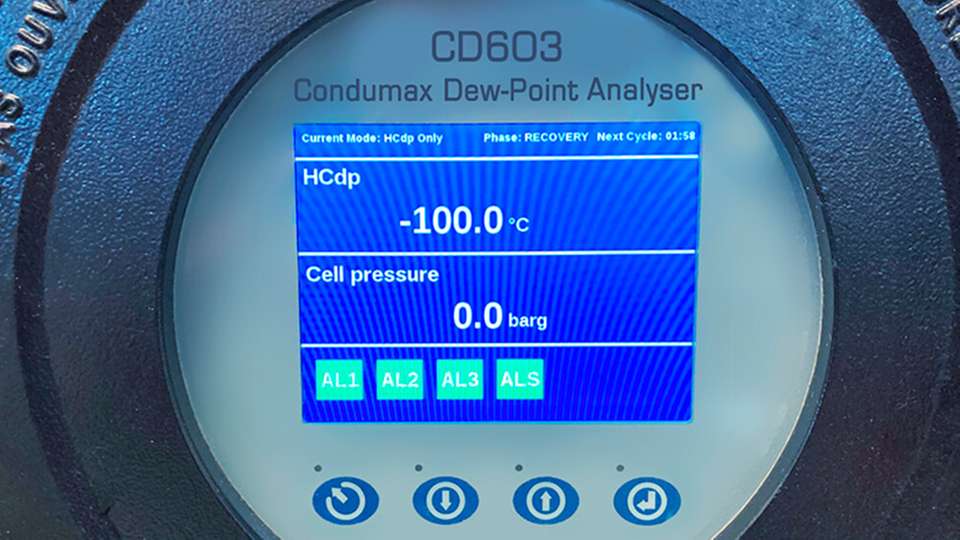 CD603
Condumax Dew-Point Analyser
Current Mode: HCdp Only Phase: RECOVERY Next Cycle: 01:58
HCdp
-100.0 °C
Cell pressure
0.0 barg
AL1 AL2 AL3 ALS